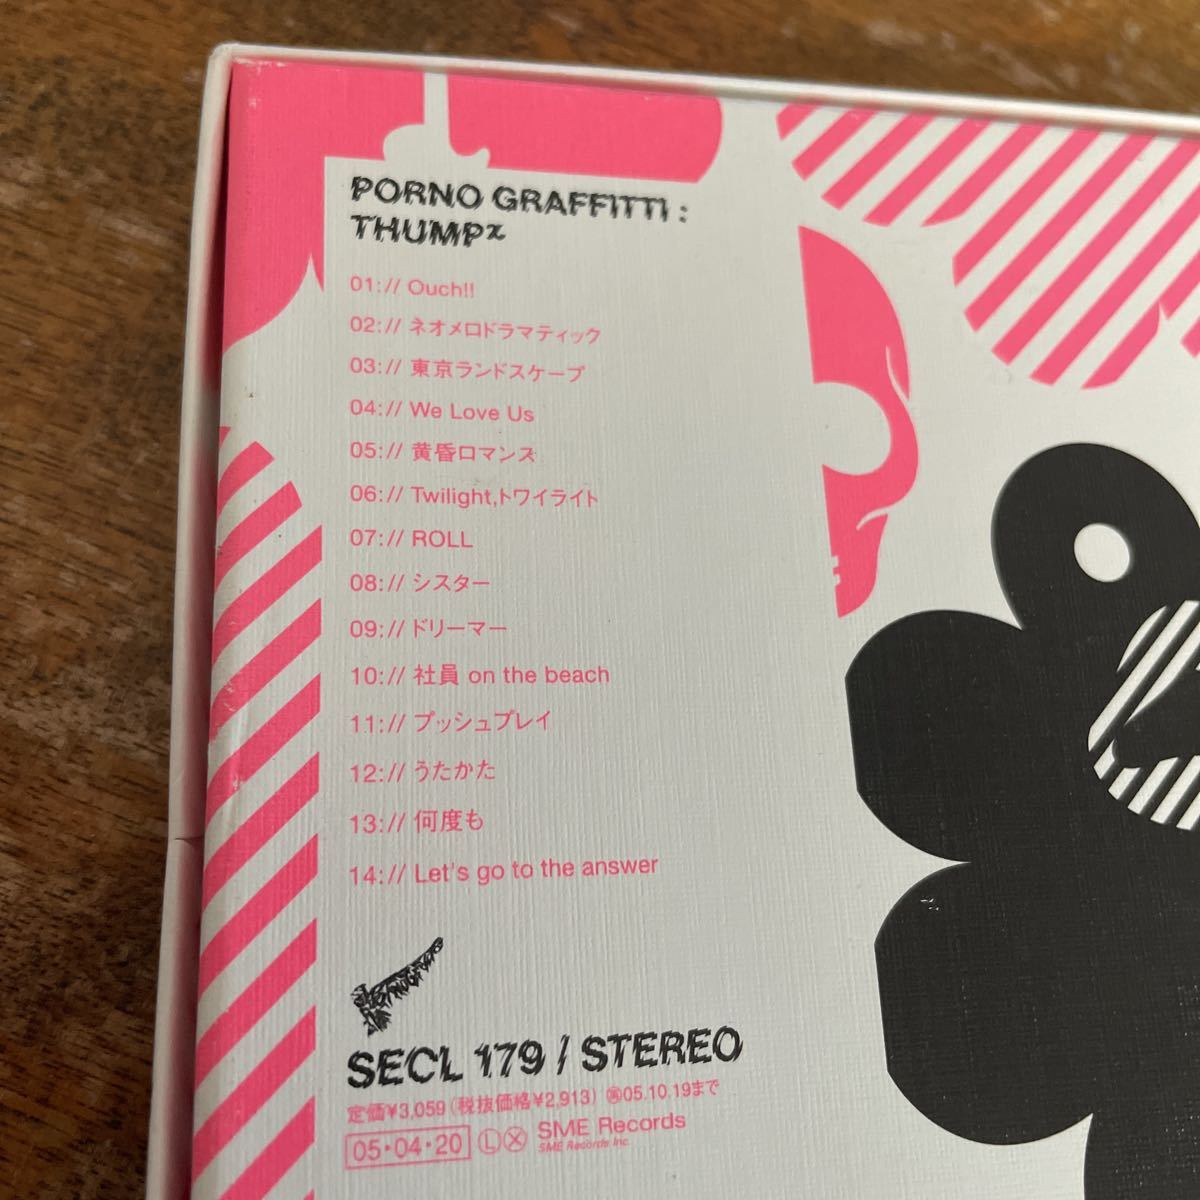 PORNO GRAFFITTI :
THUMPχ
01:// Ouch!!
02:// ネオメロドラマティック
03:// 東京ランドスケープ
04:// We Love Us
05:// 黄昏ロマンス
06:// Twilight,トワイライト
07:// ROLL
08:// シスター
09:// ドリーマー
10:// 社員 on the beach
11:// プッシュプレイ
12:// うたかた
13:// 何度も
14:// Let's go to the answer
SECL 179 / STEREO
定価¥3,059(税抜価格¥2,913) ㊢05.10.19まで
05・04・20 Ⓛ Ⓧ SME Records
SME Records Inc.